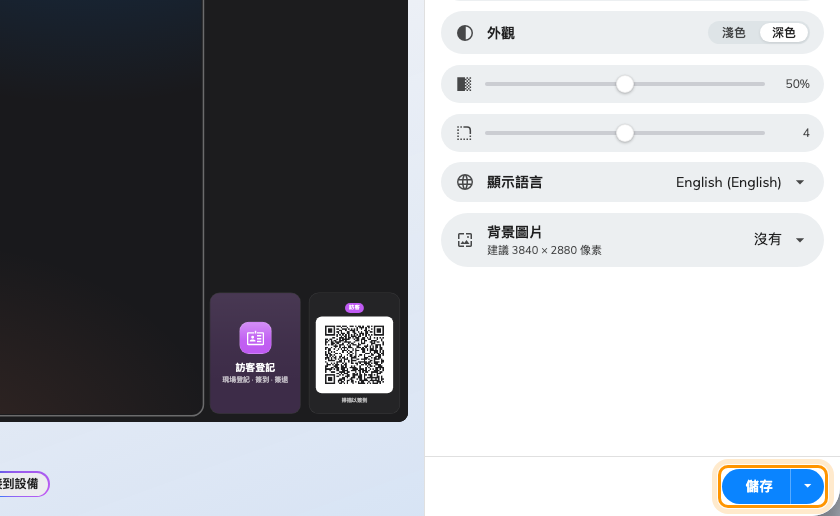 外觀
淺色
深色
50%
4
顯示語言
English (English)
背景圖片
建議 3840 × 2880 像素
沒有
訪客
訪客登記
現場登記 · 簽到 · 簽退
掃描以簽到
到設備
儲存